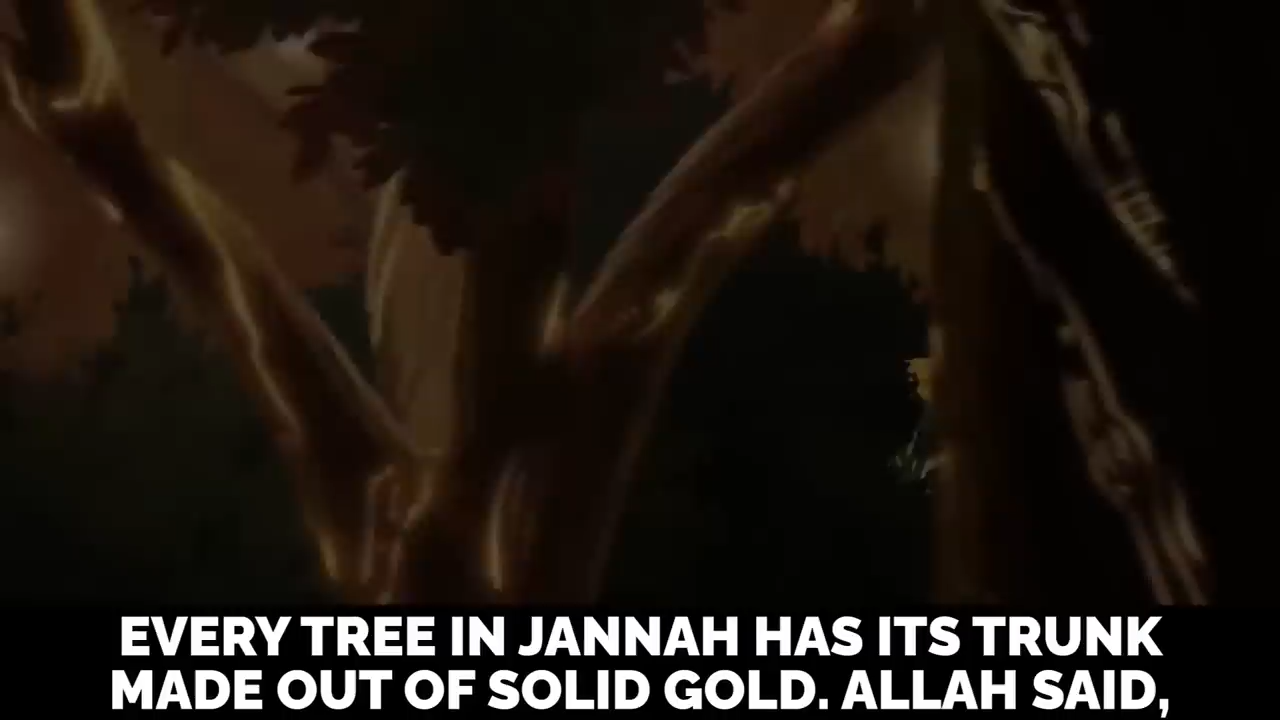 EVERY TREE IN JANNAH HAS ITS TRUNK
MADE OUT OF SOLID GOLD. ALLAH SAID,